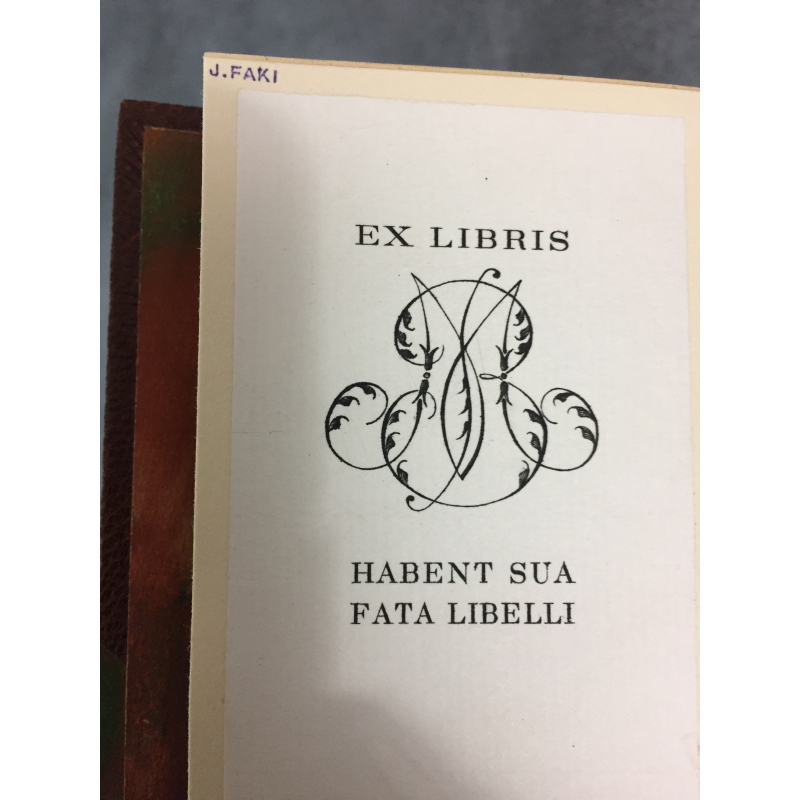 J. FAKI
EX LIBRIS
HABENT SUA
FATA LIBELLI